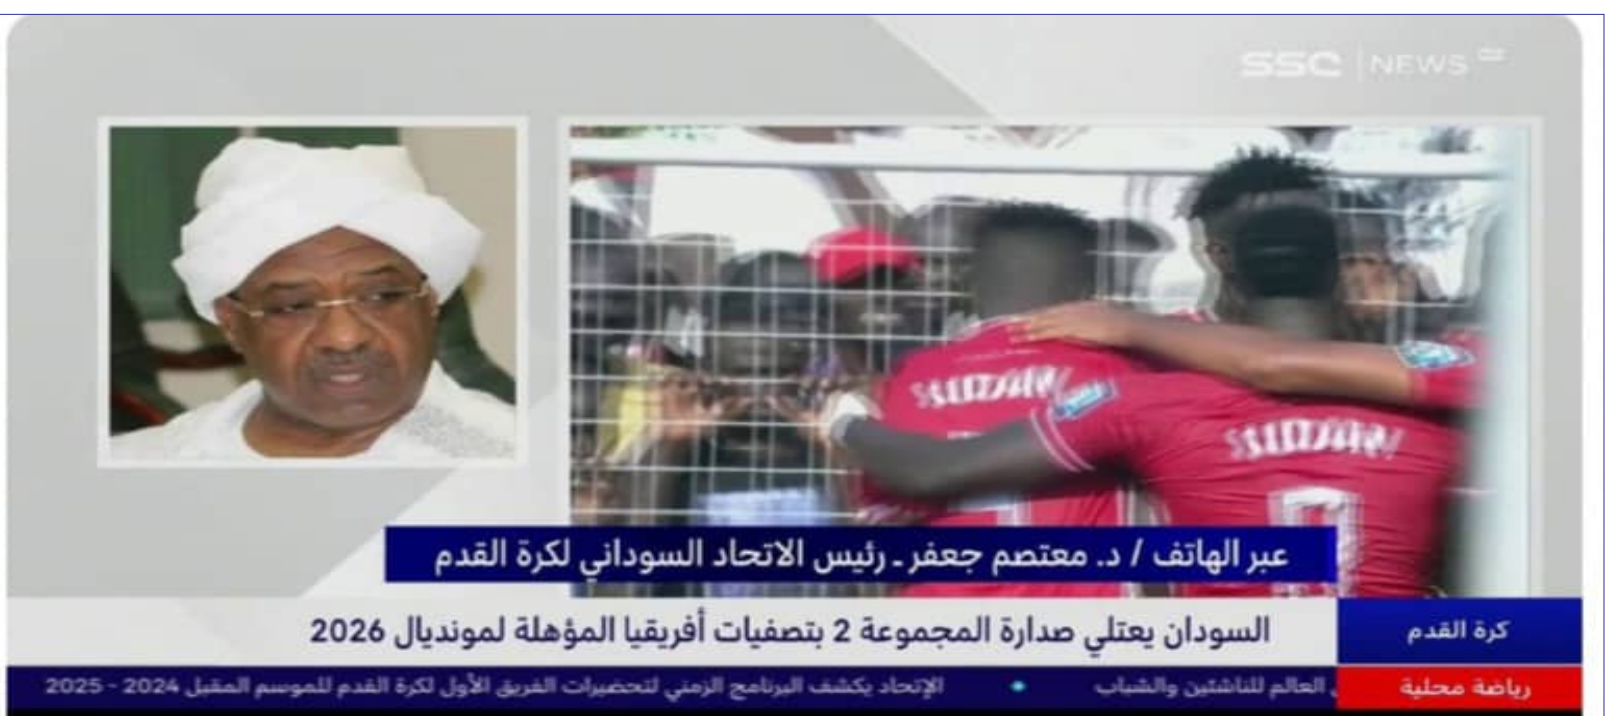 SSC | NEWS
SUDAN
SUDAN
عبر الهاتف / د. معتصم جعفر ـ رئيس الاتحاد السوداني لكرة القدم
كرة القدم
السودان يعتلي صدارة المجموعة 2 بتصفيات أفريقيا المؤهلة لمونديال 2026
رياضة محلية
العالم للناشئين والشباب • الإتحاد يكشف البرنامج الزمني لتحضيرات الفريق الأول لكرة القدم للموسم المقبل 2024 - 2025